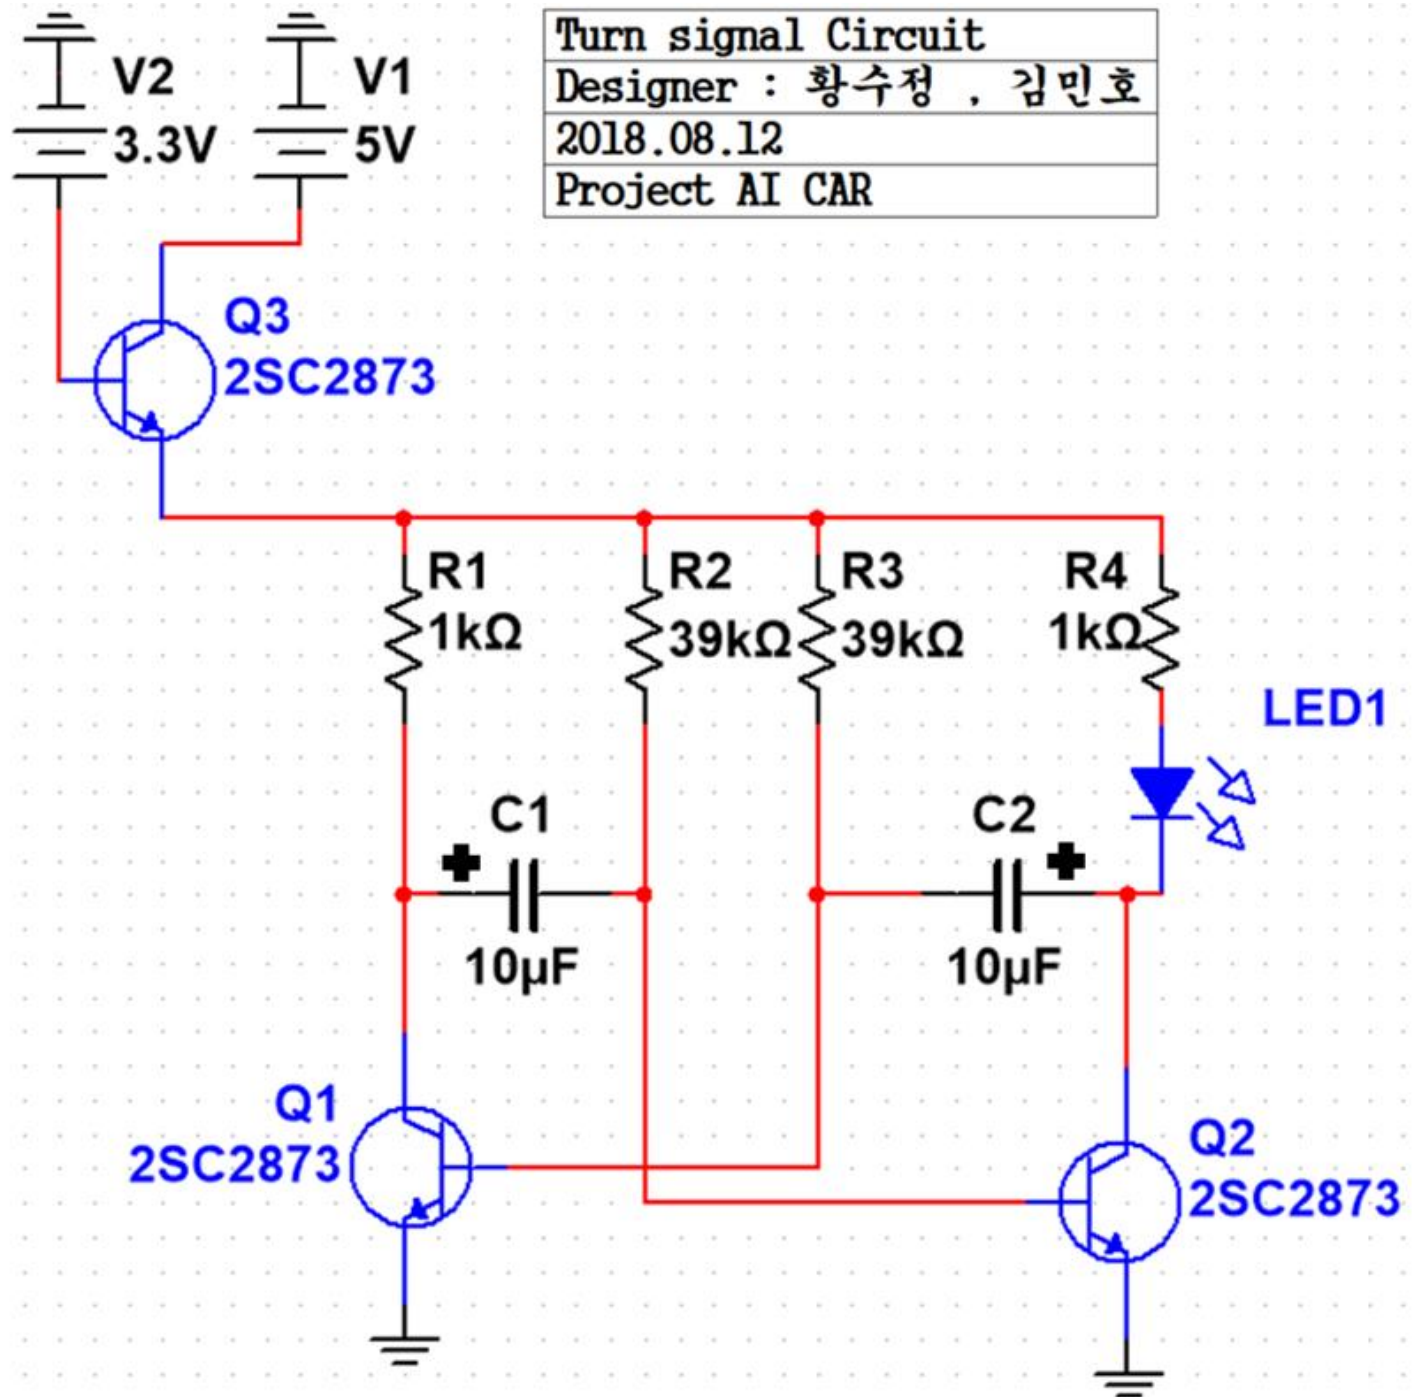 Turn signal Circuit
Designer : 황수정 , 김민호
2018.08.12
Project AI CAR
V2
3.3V
V1
5V
Q3
2SC2873
R1
1kΩ
R2
39kΩ
R3
39kΩ
R4
1kΩ
LED1
C1
10µF
C2
10µF
Q1
2SC2873
Q2
2SC2873